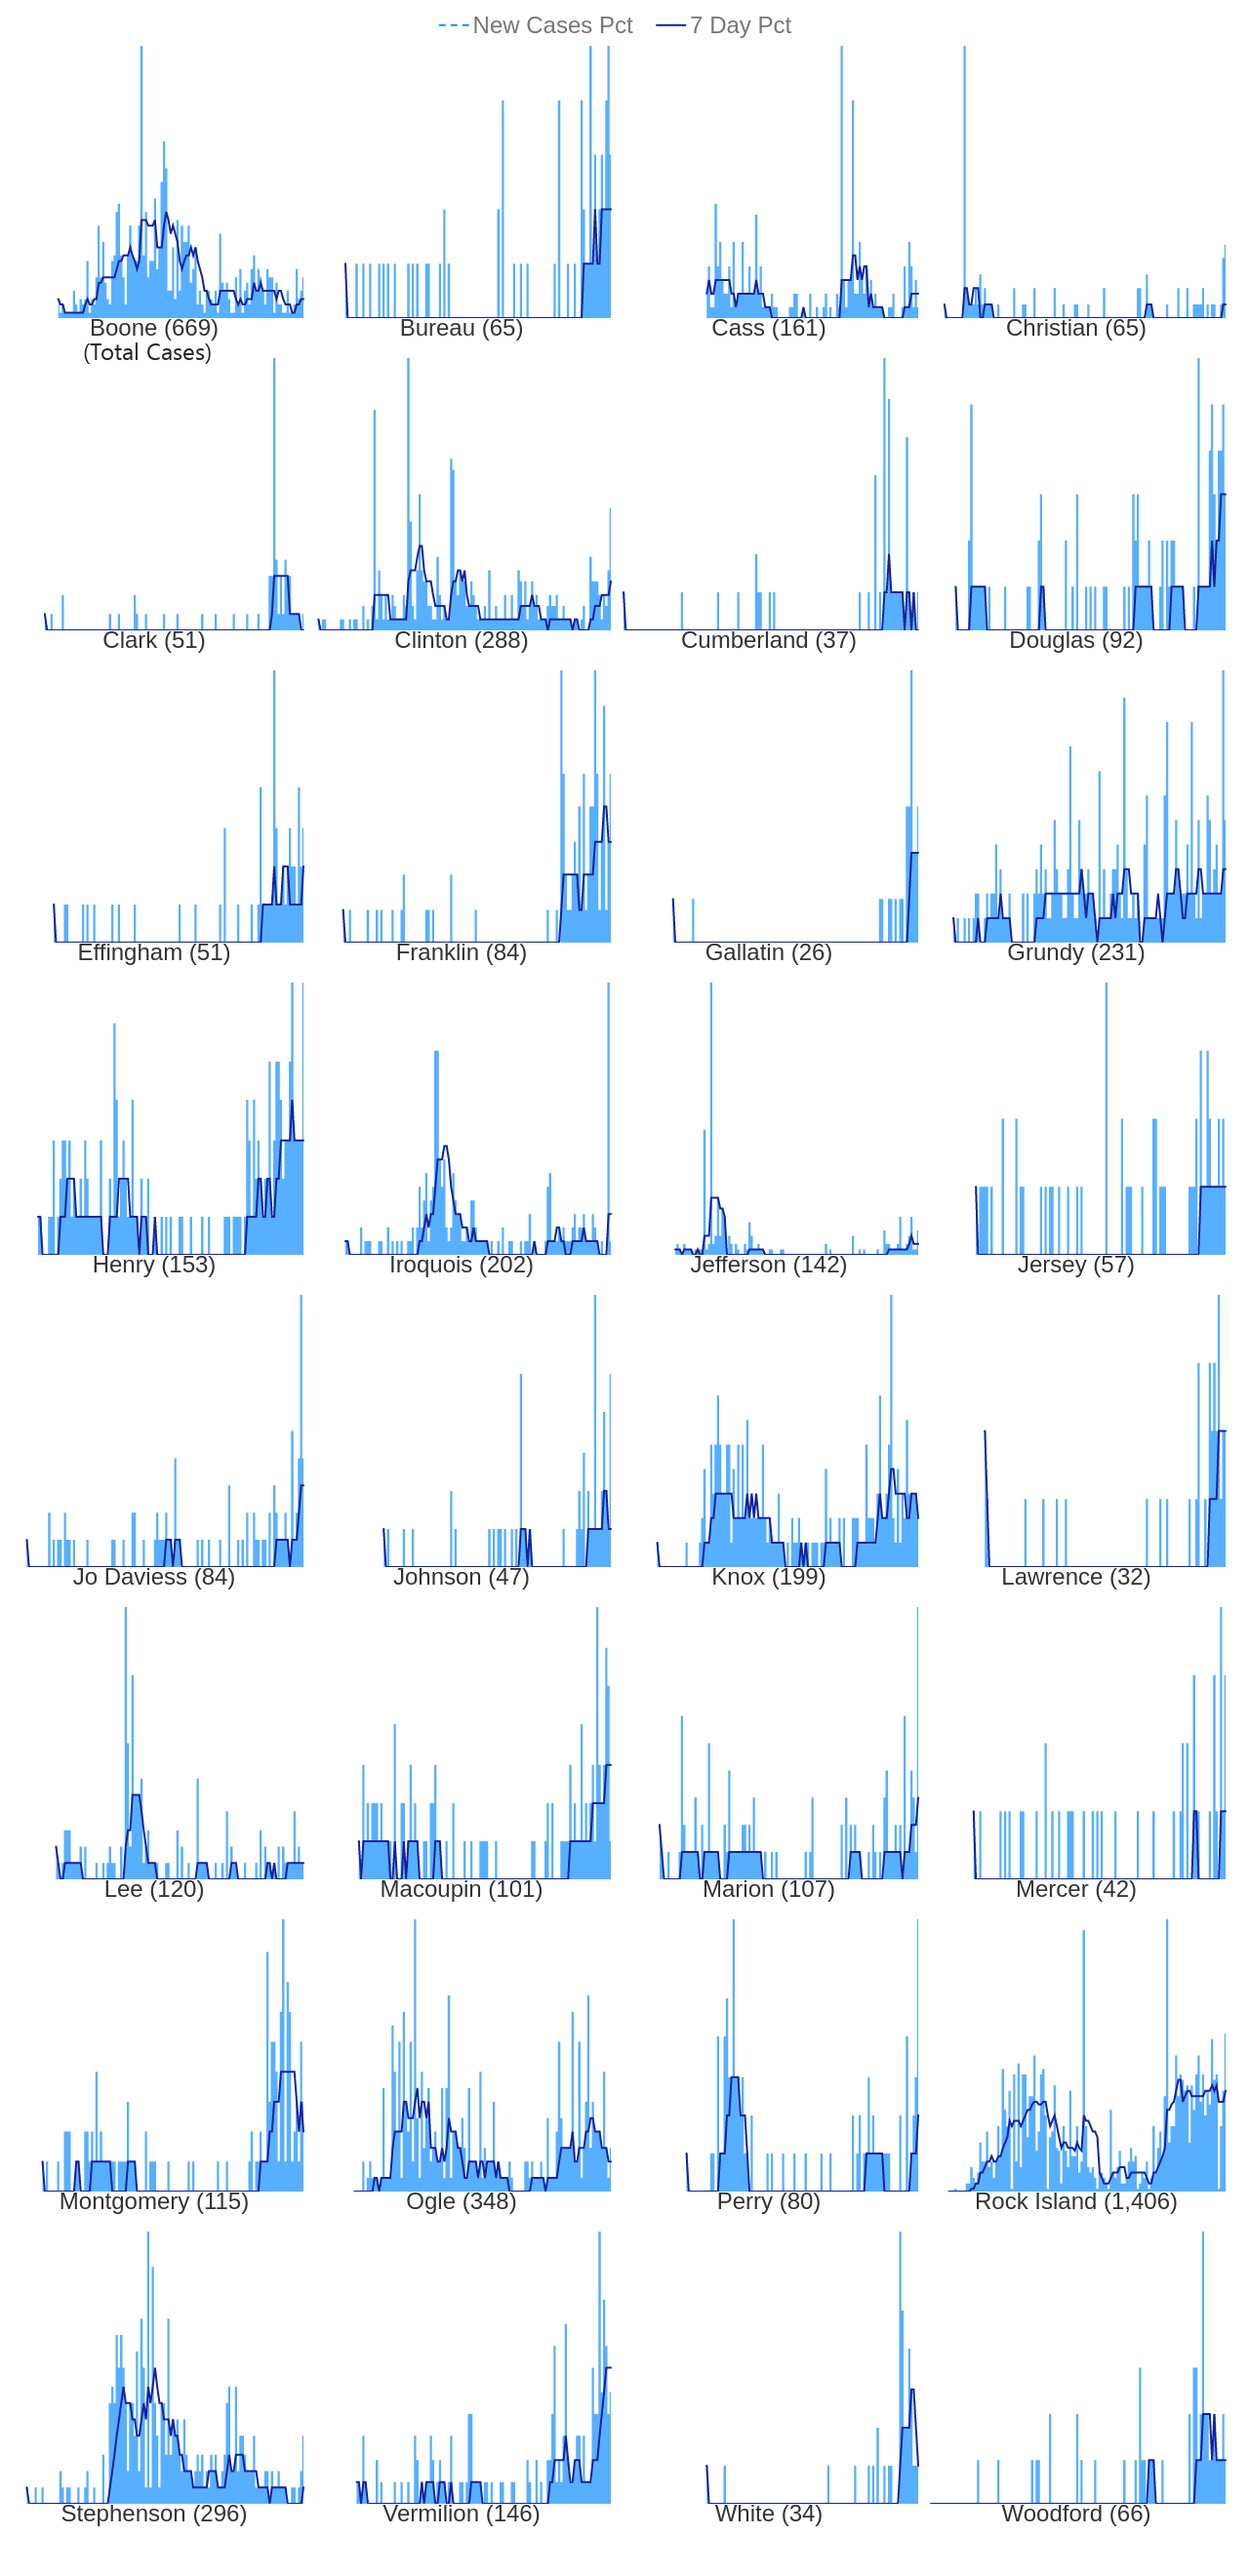 New Cases Pct 7 Day Pct
Boone (669) Bureau (65) Cass (161) Christian (65)
(Total Cases)
Clark (51) Clinton (288) Cumberland (37) Douglas (92)
Effingham (51) Franklin (84) Gallatin (26) Grundy (231)
Henry (153) Iroquois (202) Jefferson (142) Jersey (57)
Jo Daviess (84) Johnson (47) Knox (199) Lawrence (32)
Lee (120) Macoupin (101) Marion (107) Mercer (42)
Montgomery (115) Ogle (348) Perry (80) Rock Island (1,406)
Stephenson (296) Vermilion (146) White (34) Woodford (66)